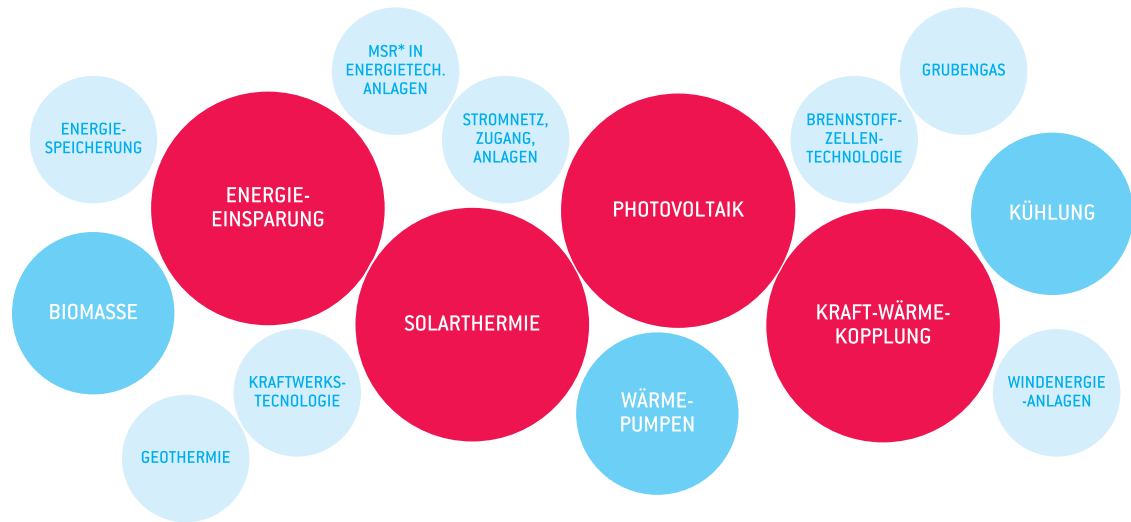 MSR* IN
ENERGIETECH.
ANLAGEN
GRUBENGAS
ENERGIE-
SPEICHERUNG
STROMNETZ,
ZUGANG,
ANLAGEN
BRENNSTOFF-
ZELLEN-
TECHNOLOGIE
ENERGIE-
EINSPARUNG
PHOTOVOLTAIK
KÜHLUNG
BIOMASSE
SOLARTHERMIE
KRAFT-WÄRME-
KOPPLUNG
KRAFTWERKS-
TECNOLOGIE
WÄRME-
PUMPEN
WINDENERGIE
-ANLAGEN
GEOTHERMIE